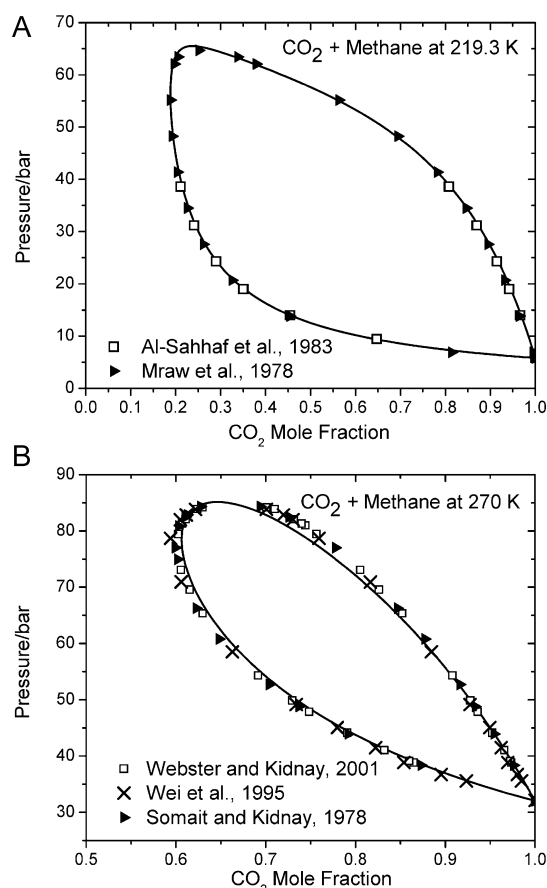 A
CO2 + Methane at 219.3 K
Pressure/bar
70
60
50
40
30
20
10
0
Al-Sahhaf et al., 1983
Mraw et al., 1978
0.0 0.1 0.2 0.3 0.4 0.5 0.6 0.7 0.8 0.9 1.0
CO2 Mole Fraction
B
CO2 + Methane at 270 K
Pressure/bar
90
80
70
60
50
40
30
Webster and Kidnay, 2001
Wei et al., 1995
Somait and Kidnay, 1978
0.5 0.6 0.7 0.8 0.9 1.0
CO2 Mole Fraction